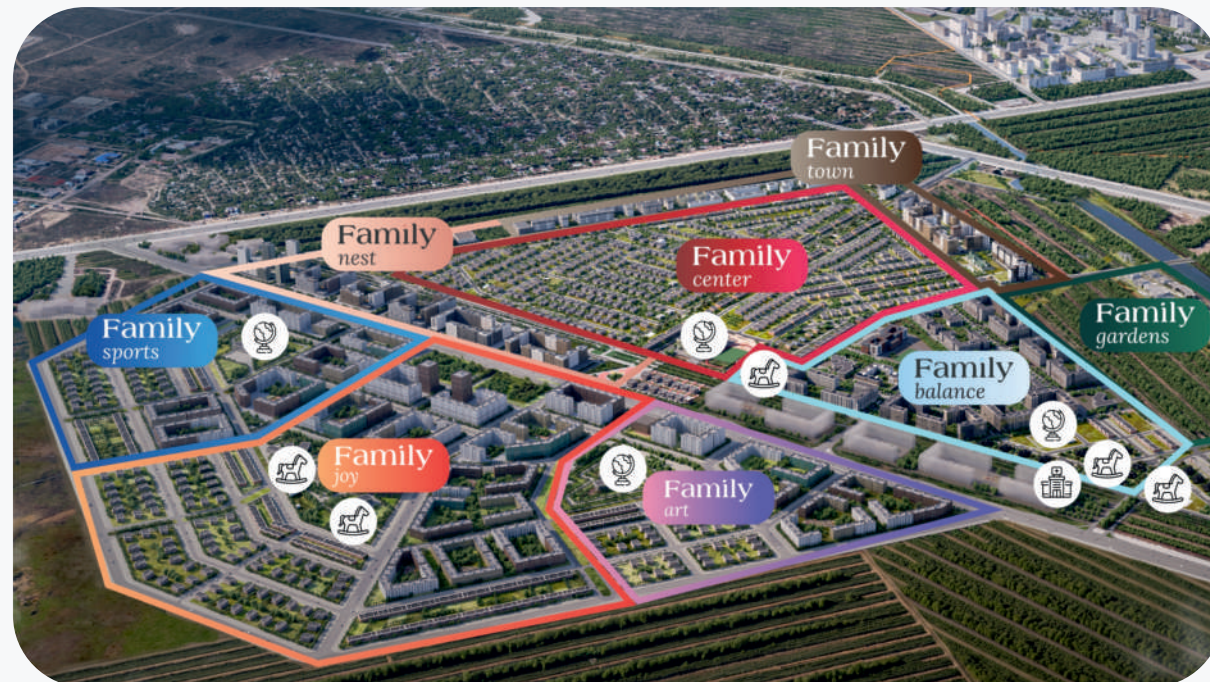 Family
town
Family
nest
Family
center
Family
gardens
Family
sports
Family
balance
Family
joy
Family
art